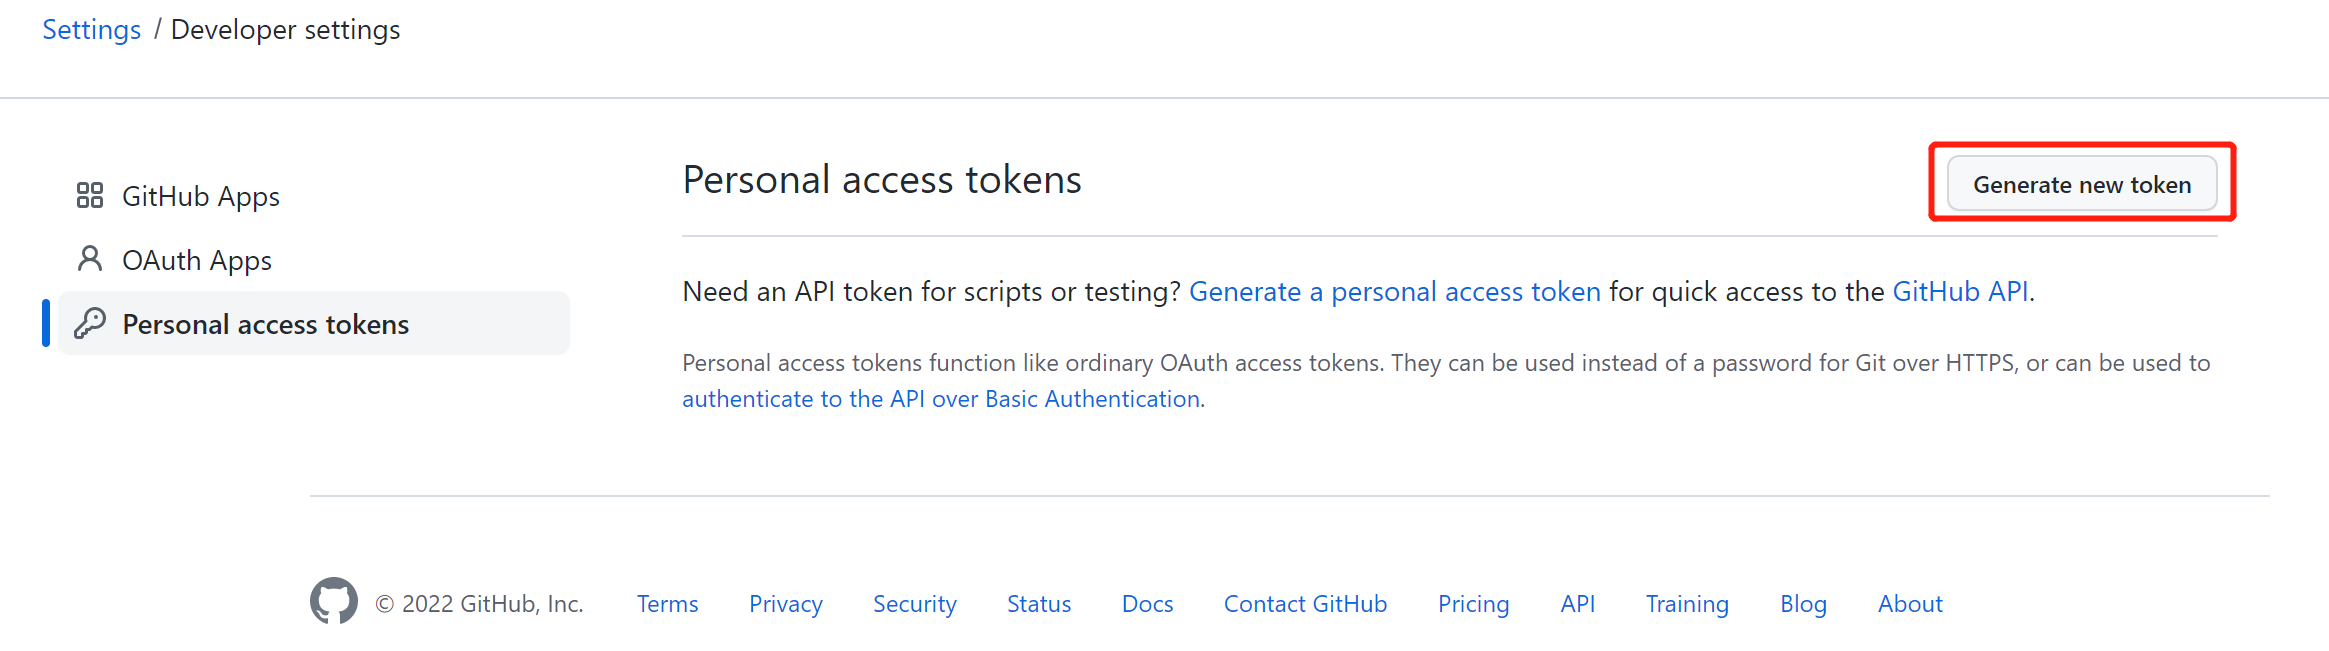 Settings / Developer settings
GitHub Apps
OAuth Apps
Personal access tokens
Personal access tokens
Generate new token
Need an API token for scripts or testing? Generate a personal access token for quick access to the GitHub API.
Personal access tokens function like ordinary OAuth access tokens. They can be used instead of a password for Git over HTTPS, or can be used to
authenticate to the API over Basic Authentication.
© 2022 GitHub, Inc. Terms Privacy Security Status Docs Contact GitHub Pricing API Training Blog About